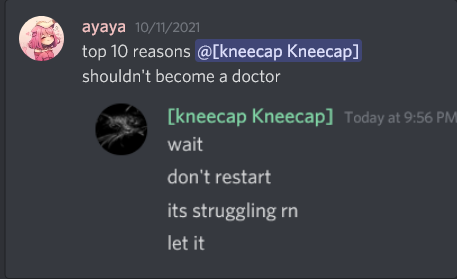 ayaya 10/11/2021
top 10 reasons @[kneecap Kneecap]
shouldn't become a doctor
[kneecap Kneecap] Today at 9:56 PM
wait
don't restart
its struggling rn
let it